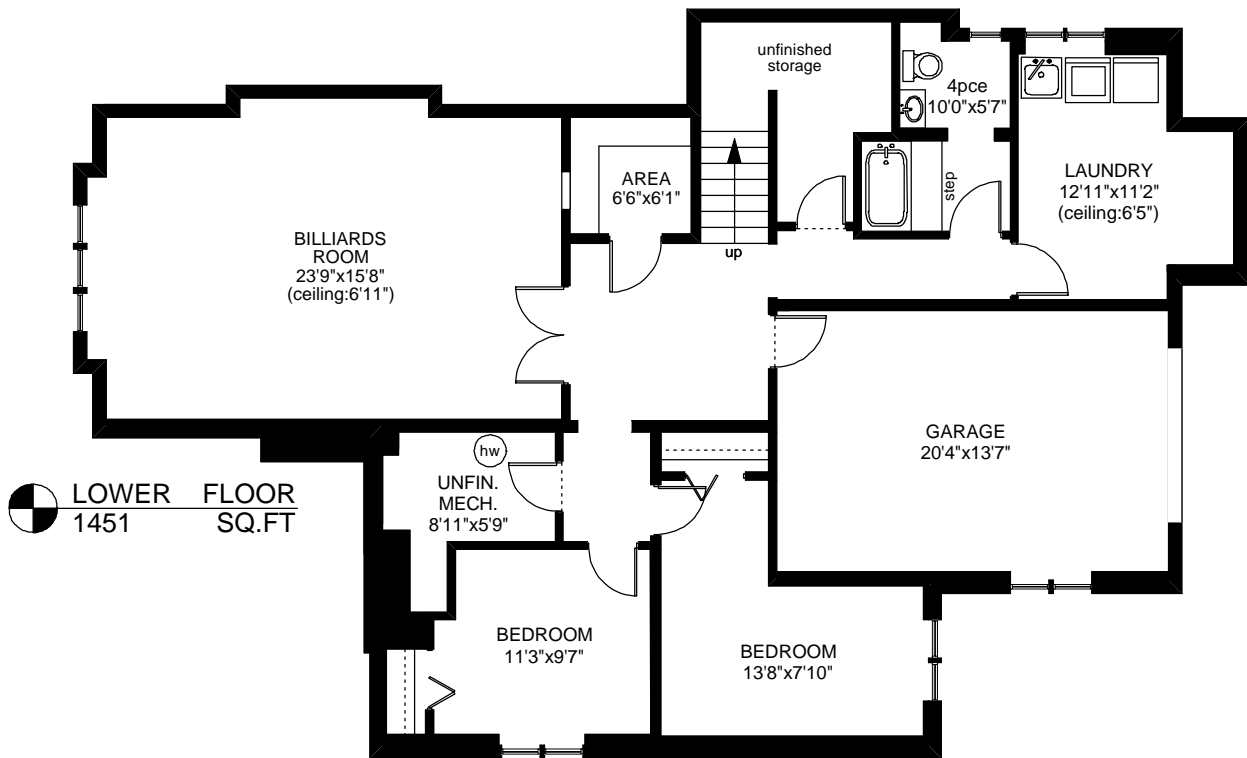 unfinished
storage
4pce
10'0"x5'7"
LAUNDRY
12'11"x11'2"
(ceiling:6'5")
step
AREA
6'6"x6'1"
up
BILLIARDS
ROOM
23'9"x15'8"
(ceiling:6'11")
GARAGE
20'4"x13'7"
hw
UNFIN.
MECH.
8'11"x5'9"
LOWER FLOOR
1451 SQ.FT
BEDROOM
11'3"x9'7"
BEDROOM
13'8"x7'10"